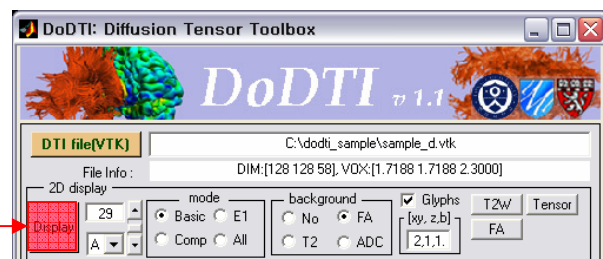 DoDTI: Diffusion Tensor Toolbox
DoDTI v 1.1
DTI file(VTK) C:\dodti_sample\sample_d.vtk
File Info : DIM:[128 128 58], VOX:[1.7188 1.7188 2.3000]
2D display
mode background Glyphs T2W Tensor
Display 29 Basic E1 No FA [xy, z,b] FA
A Comp All T2 ADC 2,1,1.